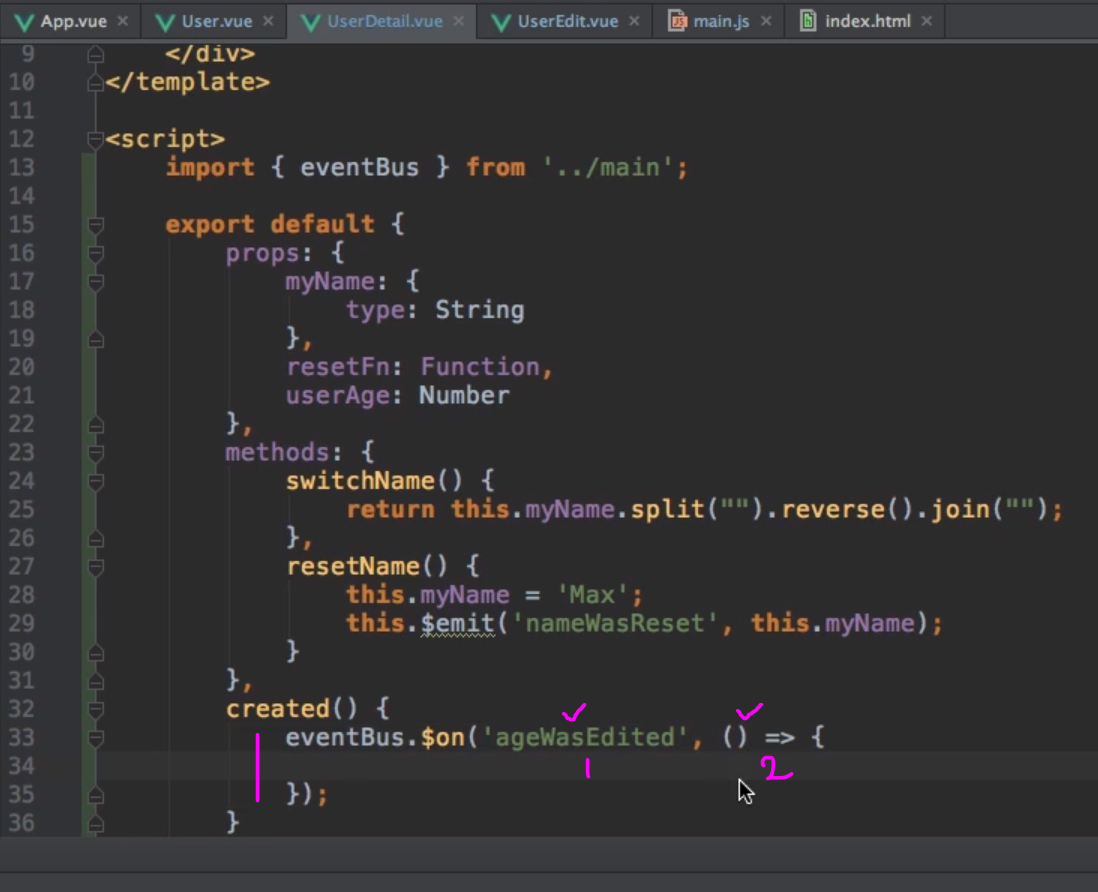 App.vue × User.vue × UserDetail.vue × UserEdit.vue × main.js × index.html ×
9 </div>
10 </template>
11
12 <script>
13 import { eventBus } from '../main';
14
15 export default {
16 props: {
17 myName: {
18 type: String
19 },
20 resetFn: Function,
21 userAge: Number
22 },
23 methods: {
24 switchName() {
25 return this.myName.split("").reverse().join("");
26 },
27 resetName() {
28 this.myName = 'Max';
29 this.$emit('nameWasReset', this.myName);
30 }
31 },
32 created() {
33 eventBus.$on('ageWasEdited', () => {
34 1 2
35 });
36 }